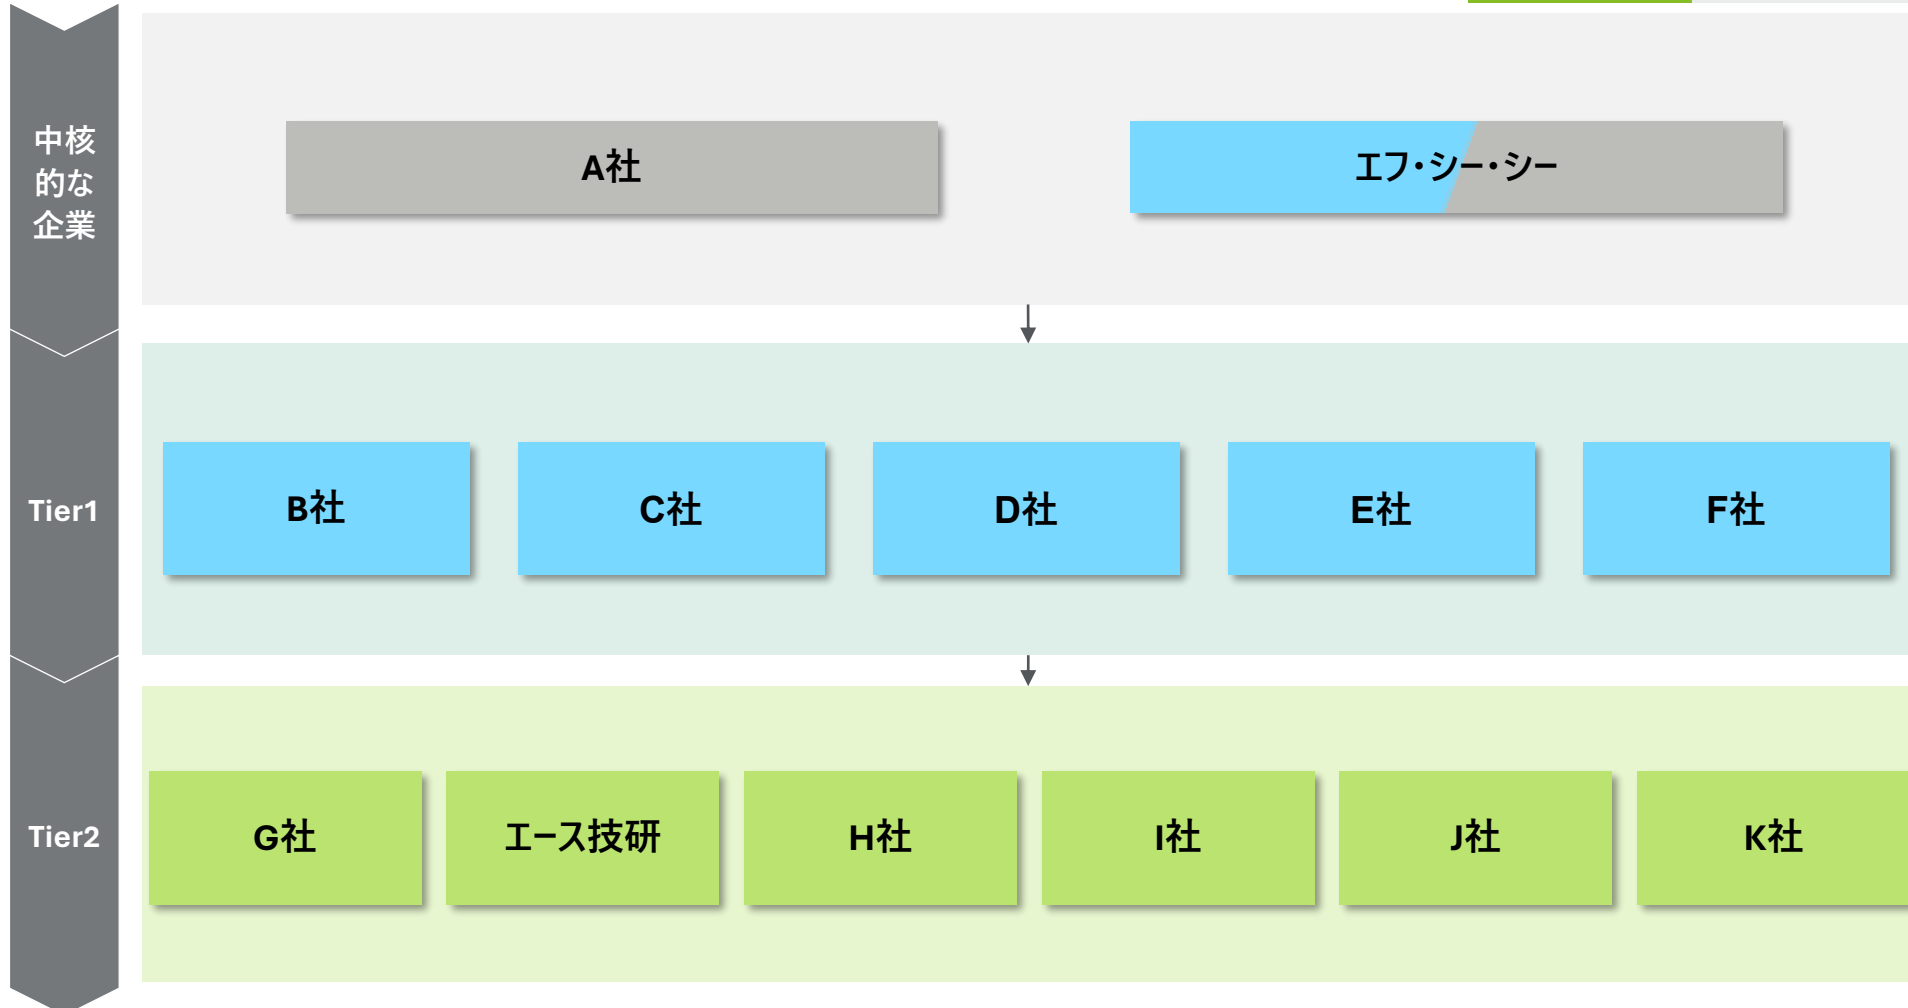 中核
的な
企業
A社
エフ・シー・シー
Tier1
B社
C社
D社
E社
F社
Tier2
G社
エース技研
H社
I社
J社
K社